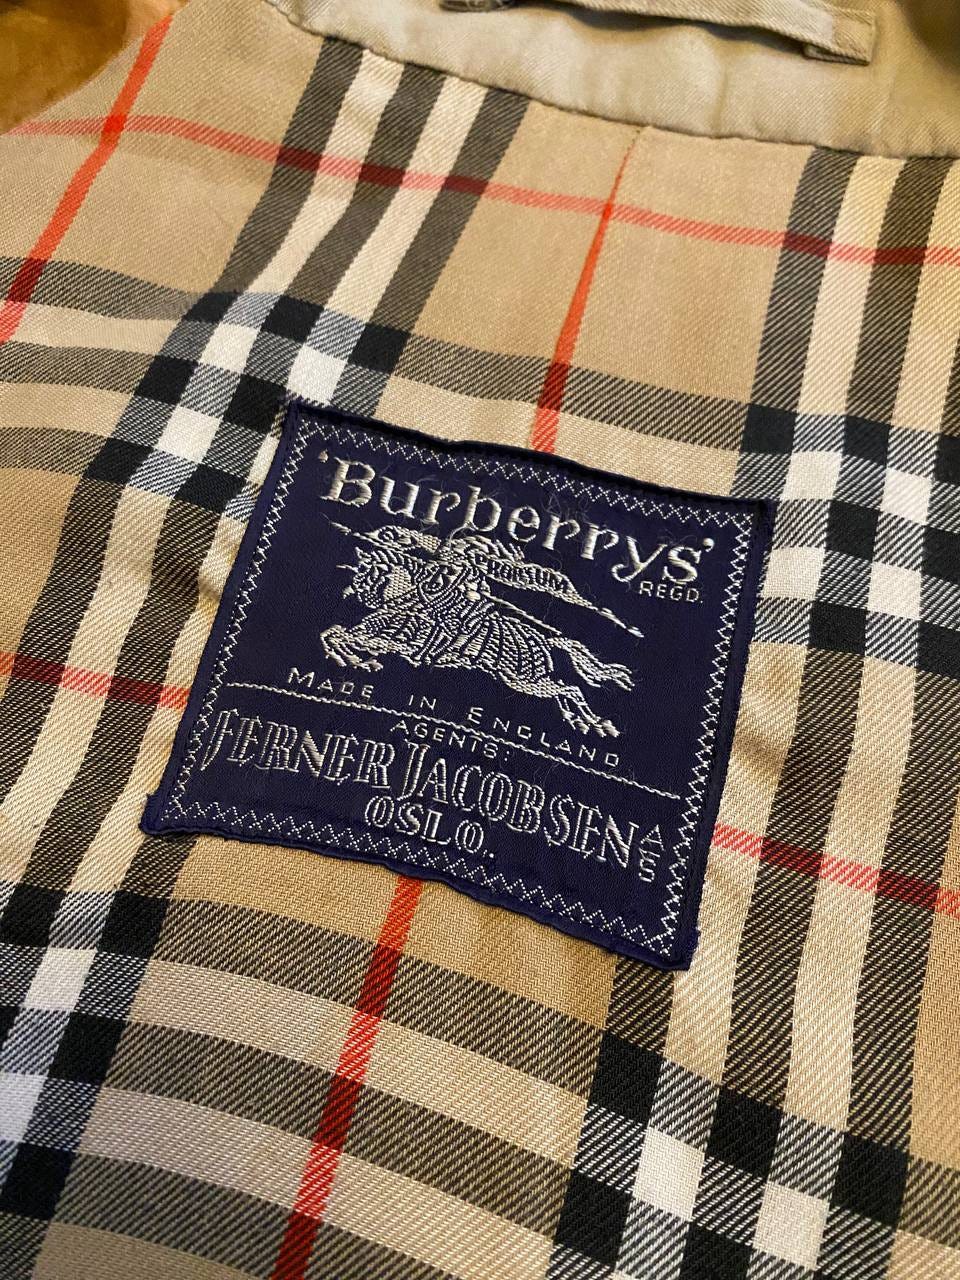 'Burberrys'
REGD.
PRORSUM
MADE IN ENGLAND
AGENTS:
FERNER JACOBSEN A/S
OSLO.